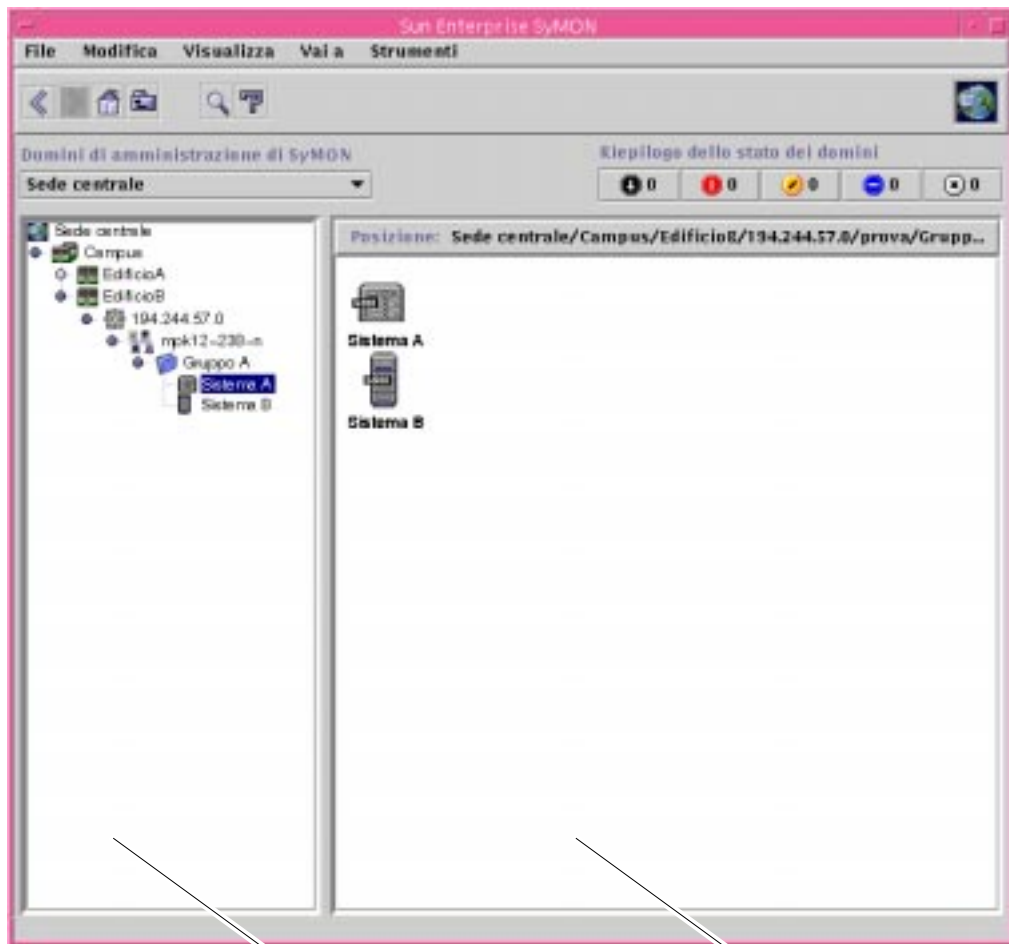 Sun Enterprise SyMON
File Modifica Visualizza Vai a Strumenti
Domini di amministrazione di SyMON
Riepilogo dello stato dei domini
Sede centrale
0 0 0 0 0
Sede centrale
Campus
EdificioA
EdificioB
194.244.57.0
mpk12-238-n
Gruppo A
Sistema A
Sistema B
Posizione: Sede centrale/Campus/EdificioB/194.244.57.0/prova/Grupp...
Sistema A
Sistema B